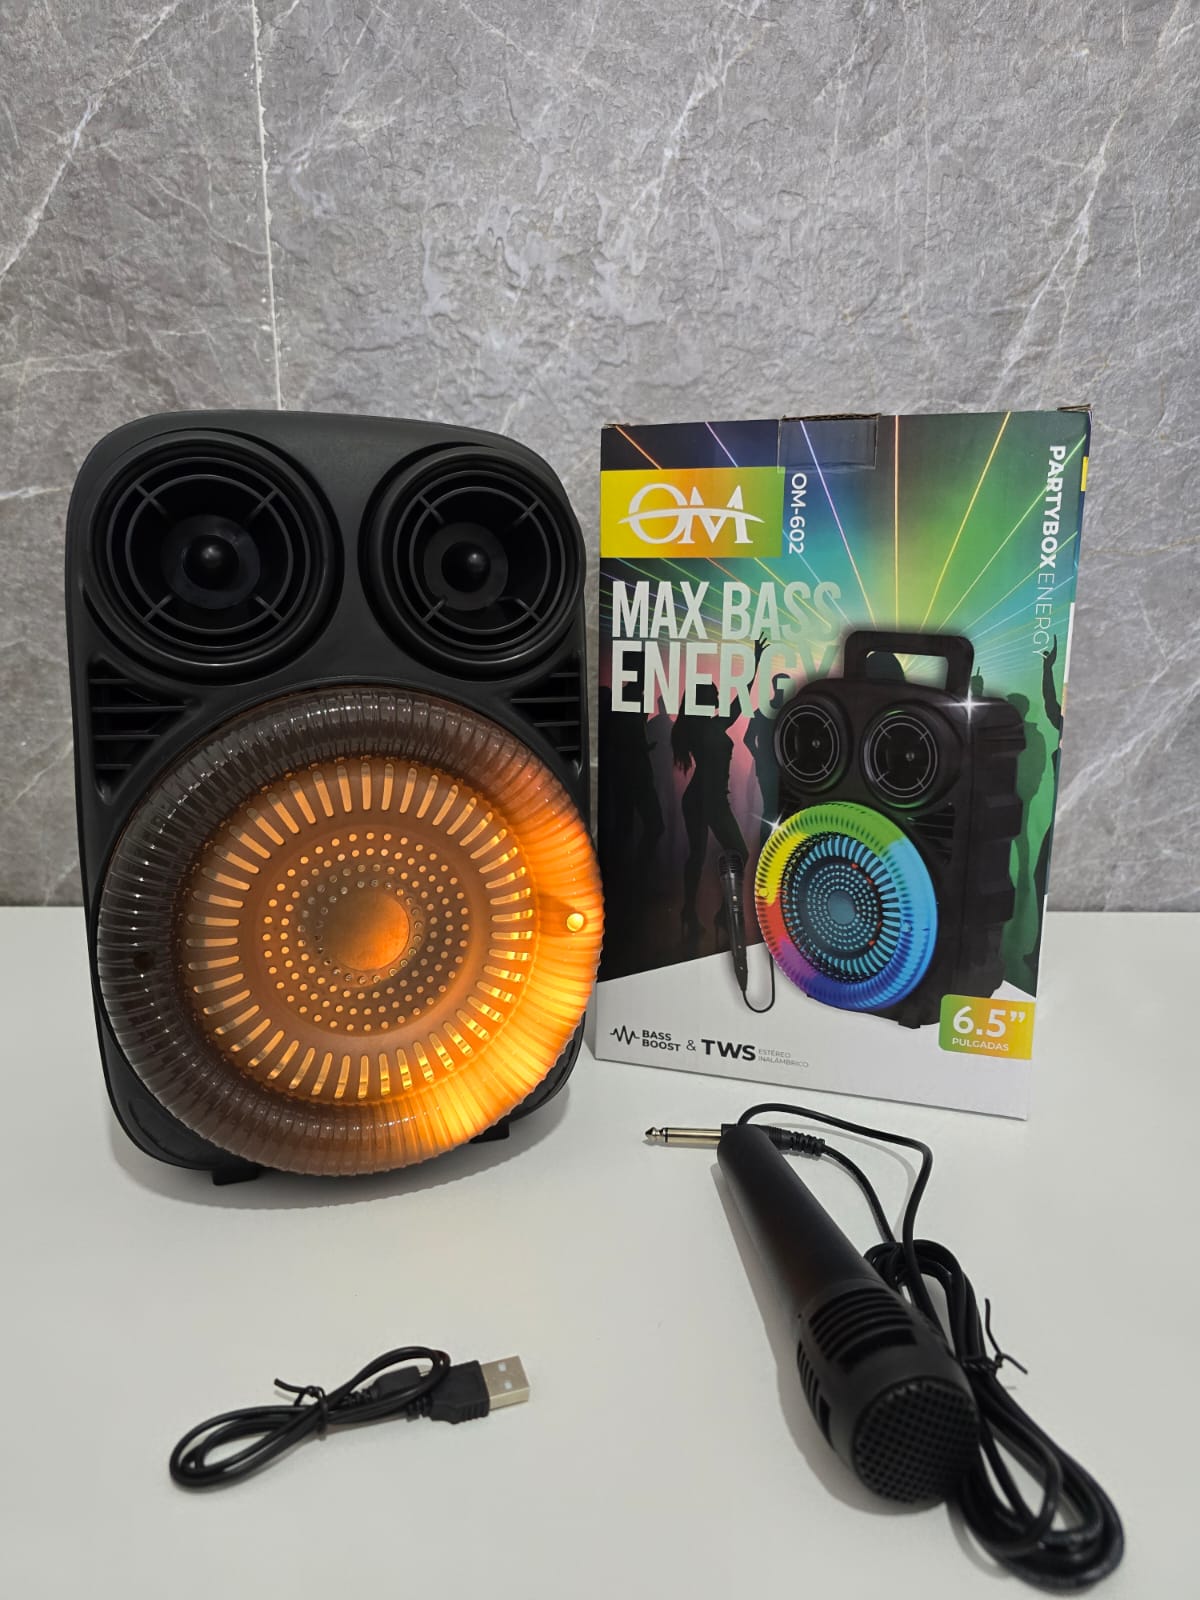 OM
OM-602
PARTYBOX ENERGY
MAX BASS
ENERGY
6.5”
PULGADAS
BASS
BOOST
& TWS
ESTÉREO
INALÁMBRICO